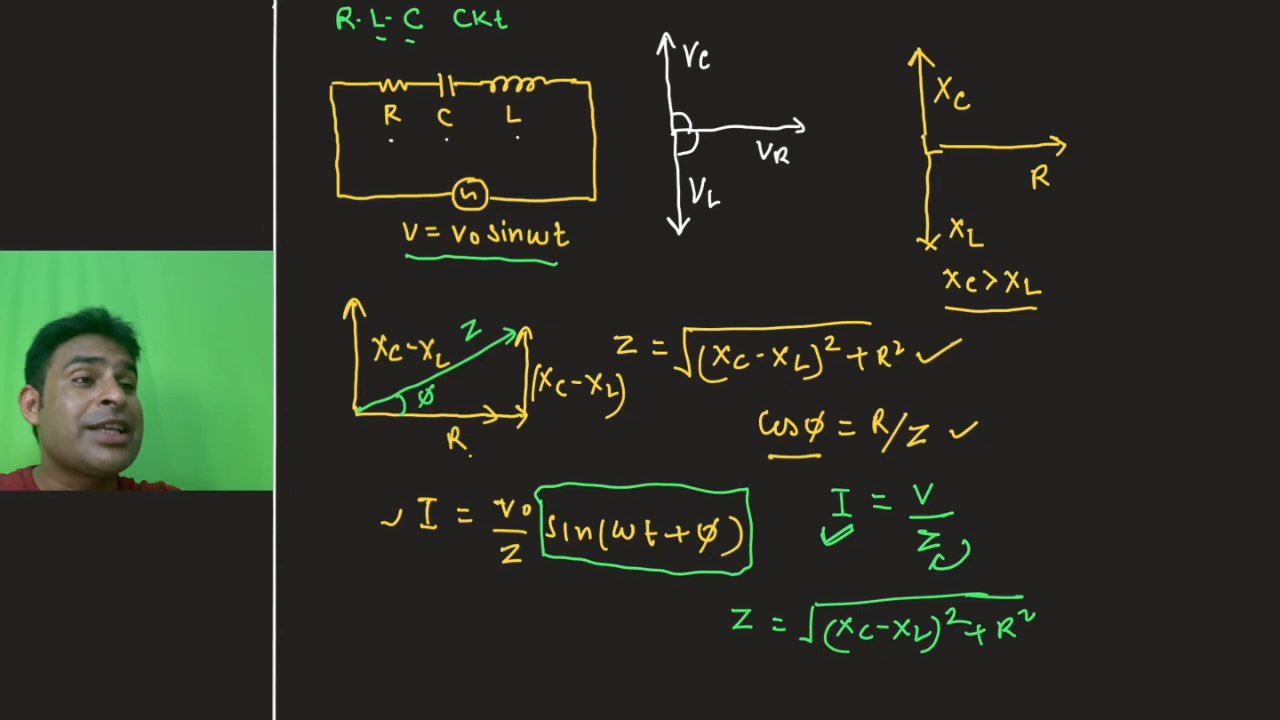 R-L-C CKt
R C L
V = V₀ sinωt
VC
VR
VL
XC
R
XL
XC > XL
XC-XL
Z
ϕ
R
(XC-XL)
Z = √(XC-XL)² + R² ✓
cosϕ = R/Z ✓
✓ I = V₀/Z sin(ωt + ϕ)
I = V/Z
✓
Z = √(XC-XL)² + R²